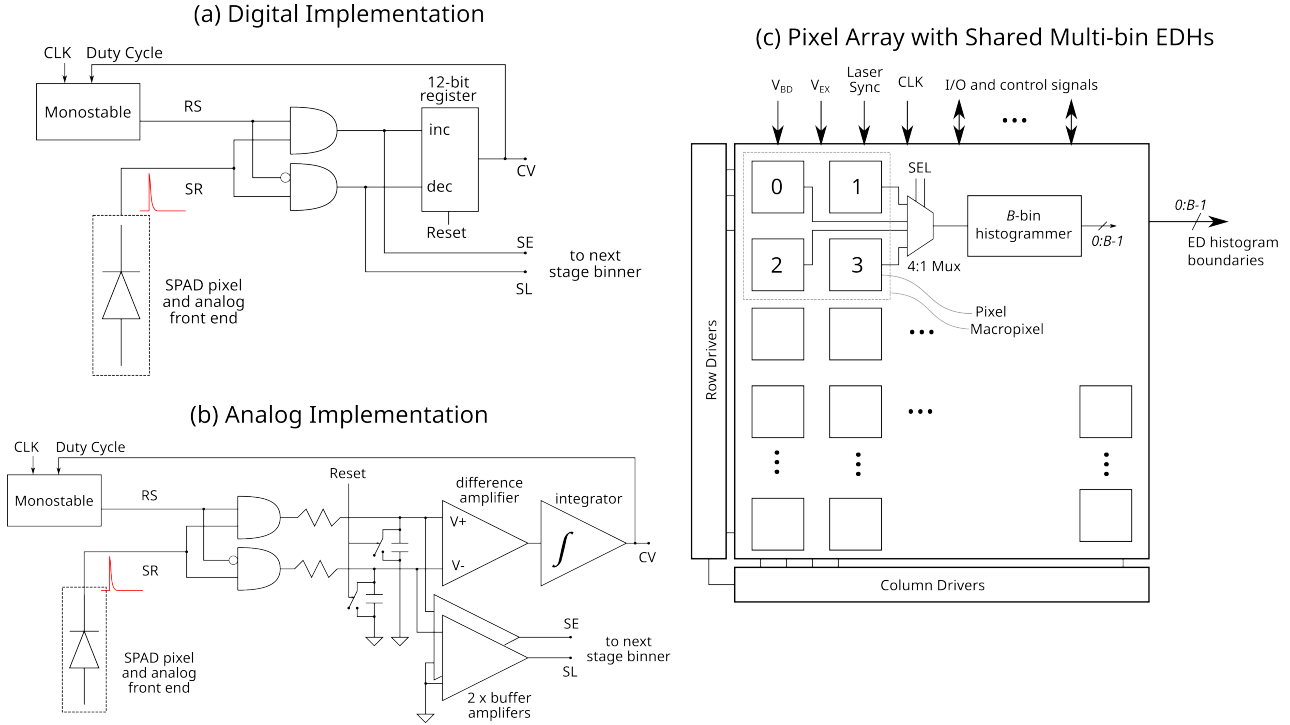 (a) Digital Implementation
CLK Duty Cycle
Monostable
RS
SR
12-bit
register
inc
dec
CV
Reset
SE
to next
stage binner
SL
SPAD pixel
and analog
front end
(b) Analog Implementation
CLK Duty Cycle
Monostable
RS
SR
Reset
difference
amplifier
integrator
V+
V-
∫
CV
SE
to next
stage binner
SL
SPAD pixel
and analog
front end
2 x buffer
amplifers
(c) Pixel Array with Shared Multi-bin EDHs
VBD
VEX
Laser
Sync
CLK
I/O and control signals
Row Drivers
0
1
2
3
SEL
4:1 Mux
B-bin
histogrammer
0:B-1
0:B-1
ED histogram
boundaries
Pixel
Macropixel
Column Drivers